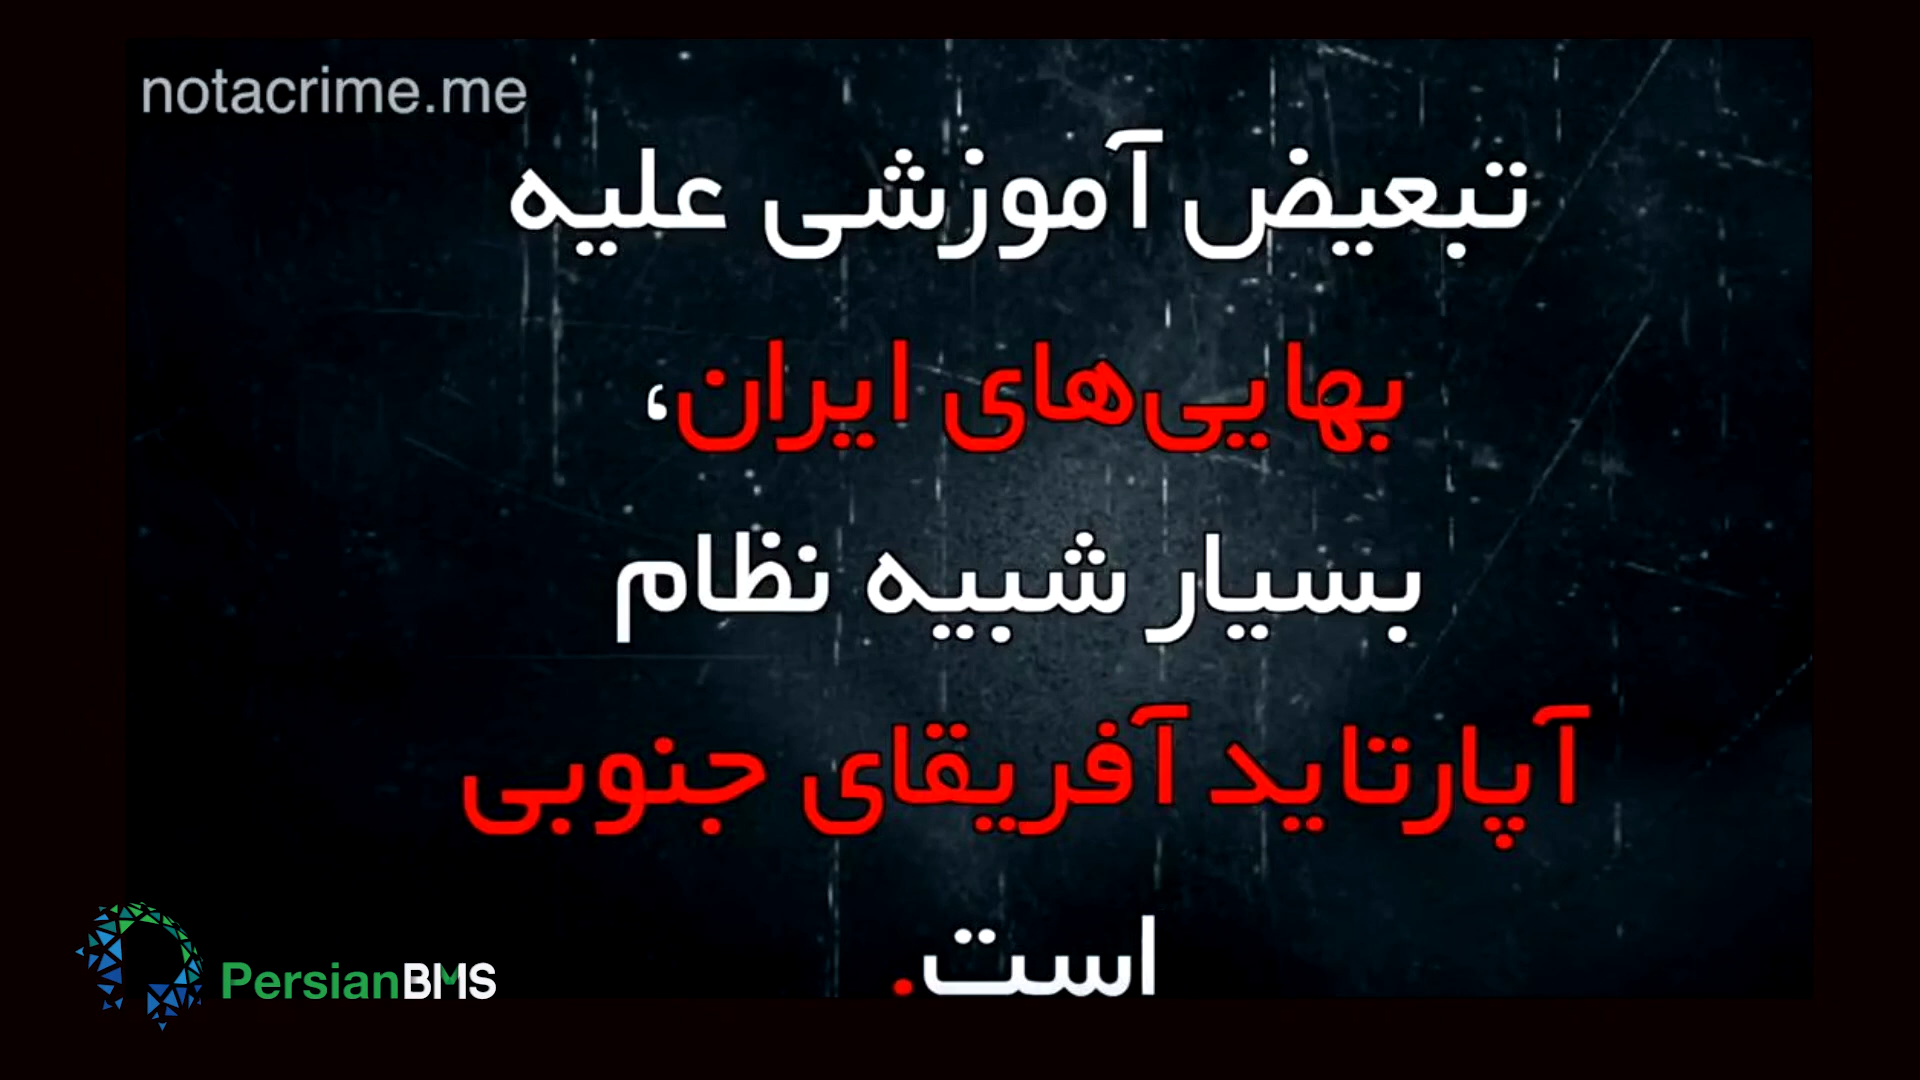 notacrime.me
تبعیض آموزشی علیه
بهایی‌های ایران،
بسیار شبیه نظام
آپارتاید آفریقای جنوبی
است.
PersianBMS